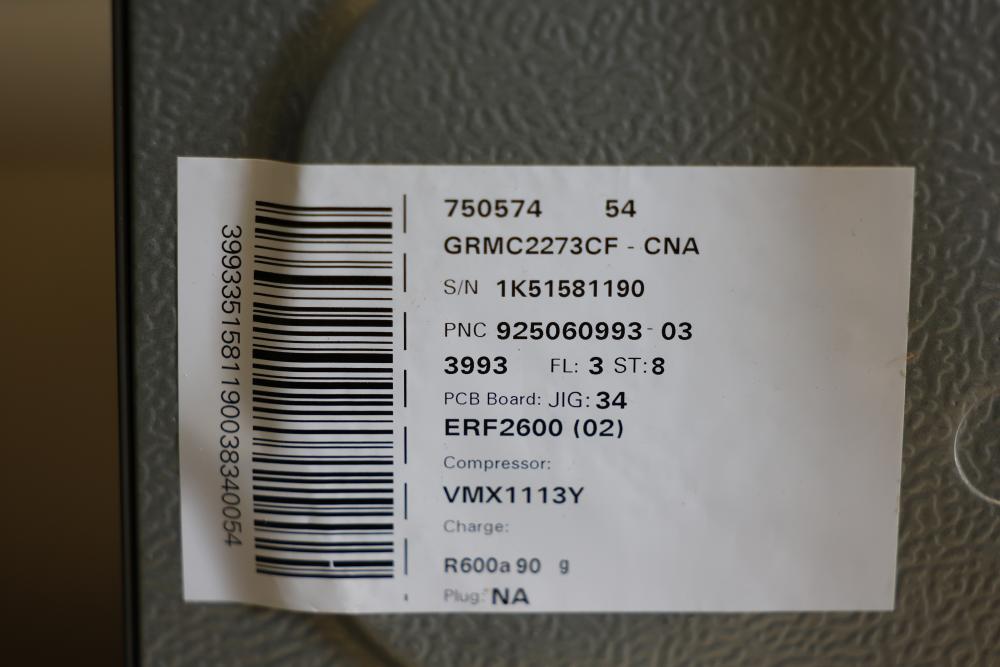 750574 54
GRMC2273CF - CNA
S/N 1K51581190
PNC 925060993 - 03
3993 FL: 3 ST:8
PCB Board: JIG: 34
ERF2600 (02)
Compressor:
VMX1113Y
Charge:
R600a 90 g
Plug: NA
3993351581190038340054